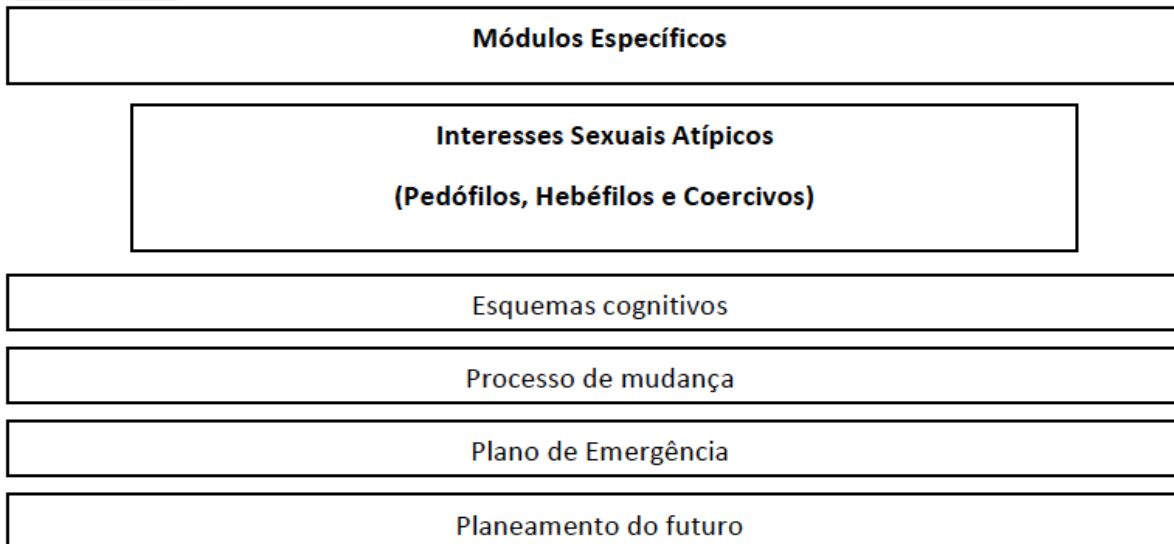 Módulos Específicos
Interesses Sexuais Atípicos
(Pedófilos, Hebéfilos e Coercivos)
Esquemas cognitivos
Processo de mudança
Plano de Emergência
Planeamento do futuro